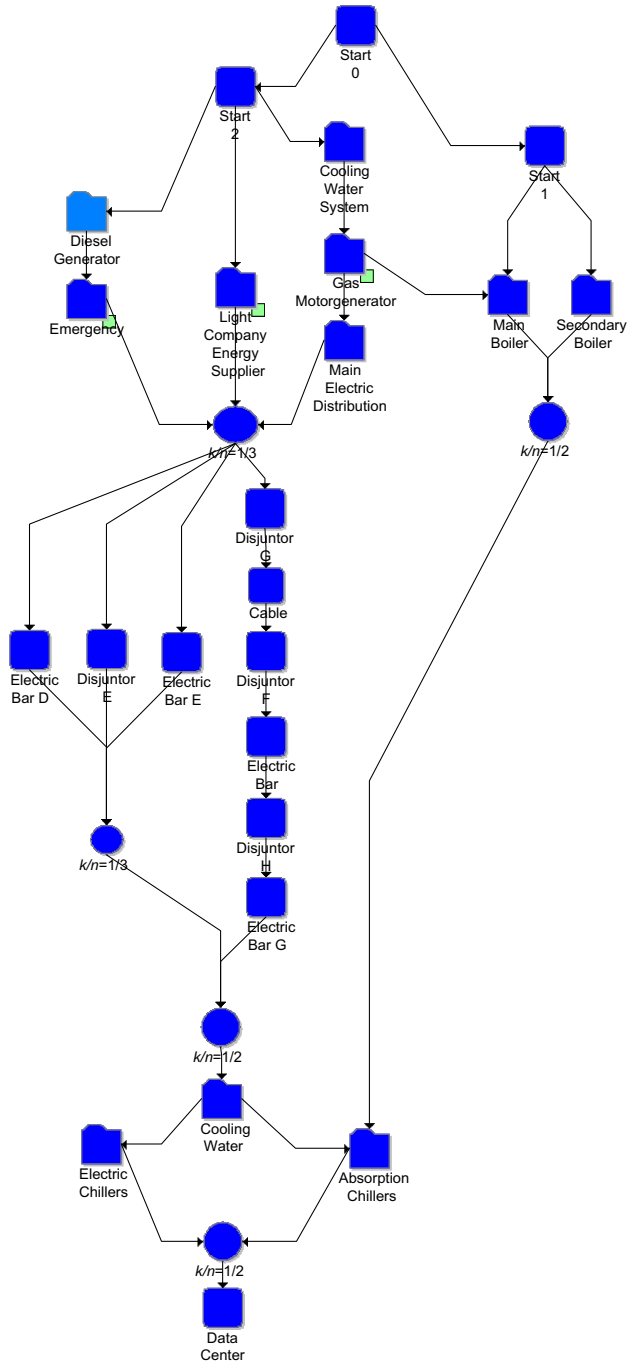 Start
0
Start
2
Cooling
Water
System
Start
1
Diesel
Generator
Gas
Motorgenerator
Emergency
Light
Company
Energy
Supplier
Main
Boiler
Secondary
Boiler
Main
Electric
Distribution
k/n=1/3
k/n=1/2
Disjuntor
G
Cable
Electric
Bar D
Disjuntor
E
Electric
Bar E
Disjuntor
F
Electric
Bar
Disjuntor
H
k/n=1/3
Electric
Bar G
k/n=1/2
Cooling
Water
Electric
Chillers
Absorption
Chillers
k/n=1/2
Data
Center